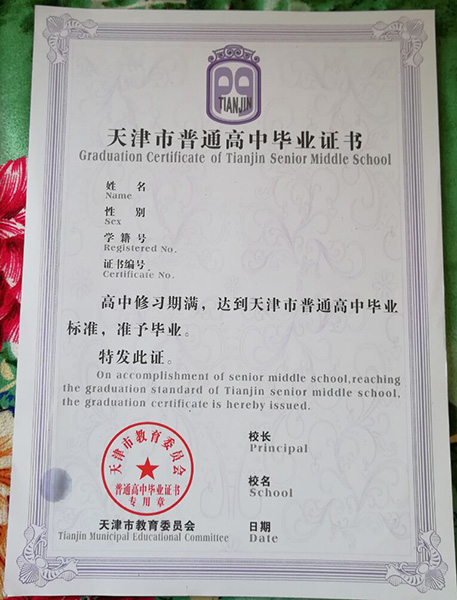 TIANJIN
天津市普通高中毕业证书
Graduation Certificate of Tianjin Senior Middle School
姓 名
Name
性 别
Sex
学 籍 号
Registered No.
证书编号
Certificate No.
高中修习期满，达到天津市普通高中毕业
标准，准予毕业。
特发此证。
On accomplishment of senior middle school,reaching
the graduation standard of Tianjin senior middle school,
the graduation certificate is hereby issued.
天津市教育委员会
普通高中毕业证书
专用章
校长
Principal
校名
School
天津市教育委员会
Tianjin Municipal Educational Committee
日期
Date